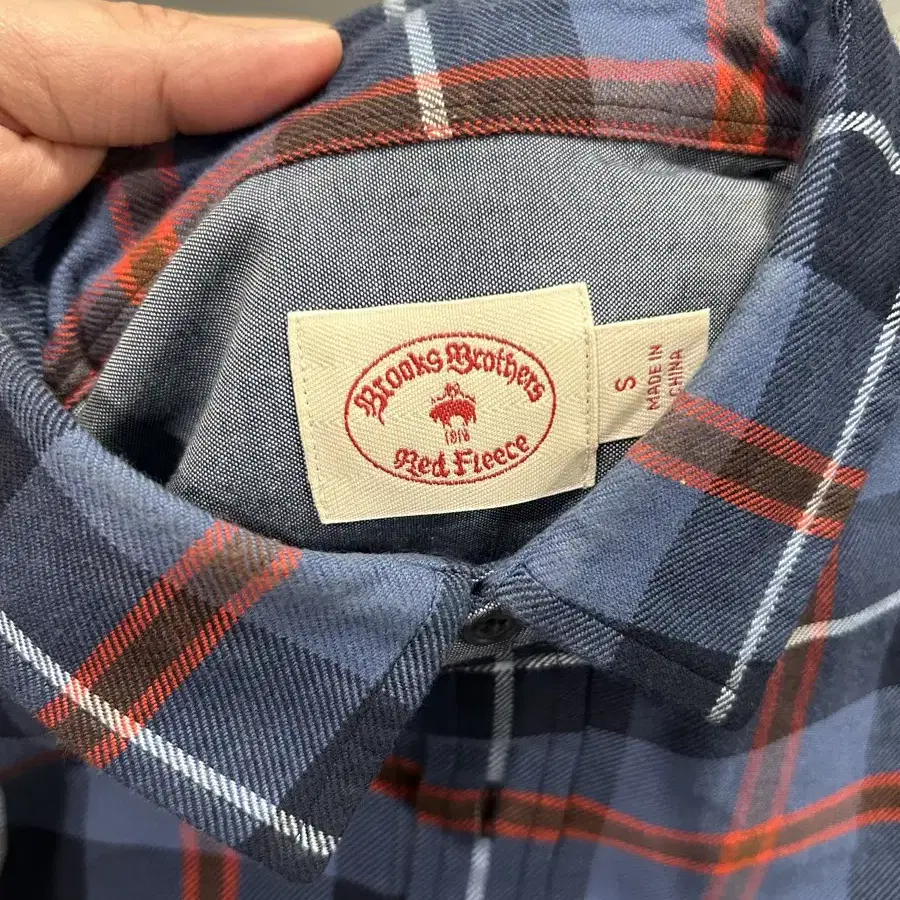 Brooks Brothers
1818
Red Fleece
S
MADE IN
CHINA